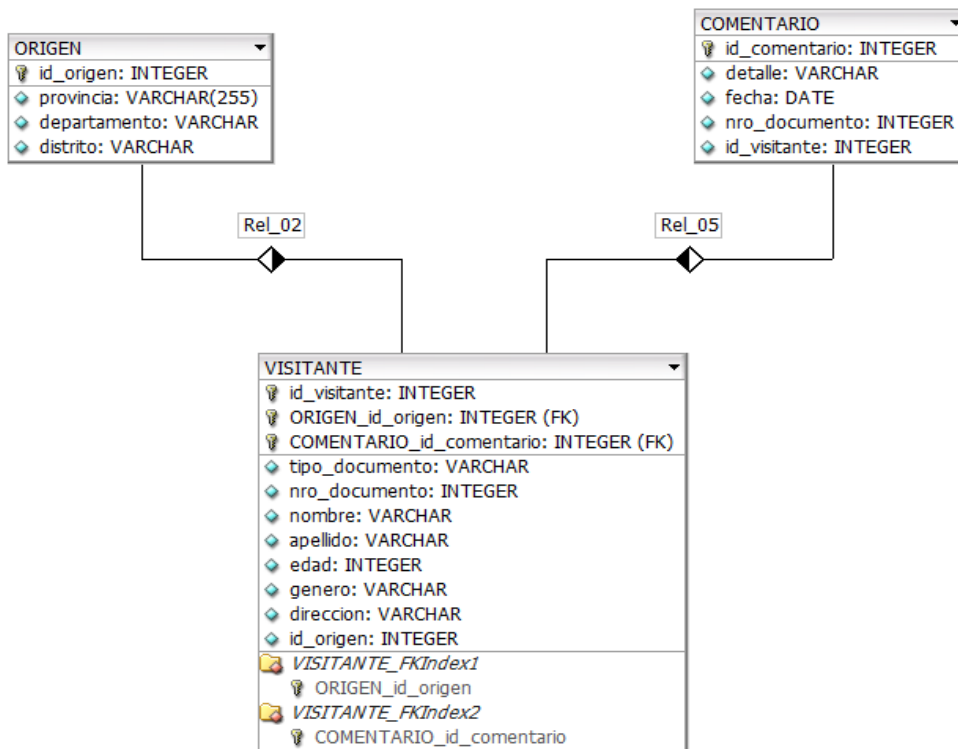 ORIGEN
id_origen: INTEGER
provincia: VARCHAR(255)
departamento: VARCHAR
distrito: VARCHAR
COMENTARIO
id_comentario: INTEGER
detalle: VARCHAR
fecha: DATE
nro_documento: INTEGER
id_visitante: INTEGER
Rel_02
Rel_05
VISITANTE
id_visitante: INTEGER
ORIGEN_id_origen: INTEGER (FK)
COMENTARIO_id_comentario: INTEGER (FK)
tipo_documento: VARCHAR
nro_documento: INTEGER
nombre: VARCHAR
apellido: VARCHAR
edad: INTEGER
genero: VARCHAR
direccion: VARCHAR
id_origen: INTEGER
VISITANTE_FKIndex1
ORIGEN_id_origen
VISITANTE_FKIndex2
COMENTARIO_id_comentario